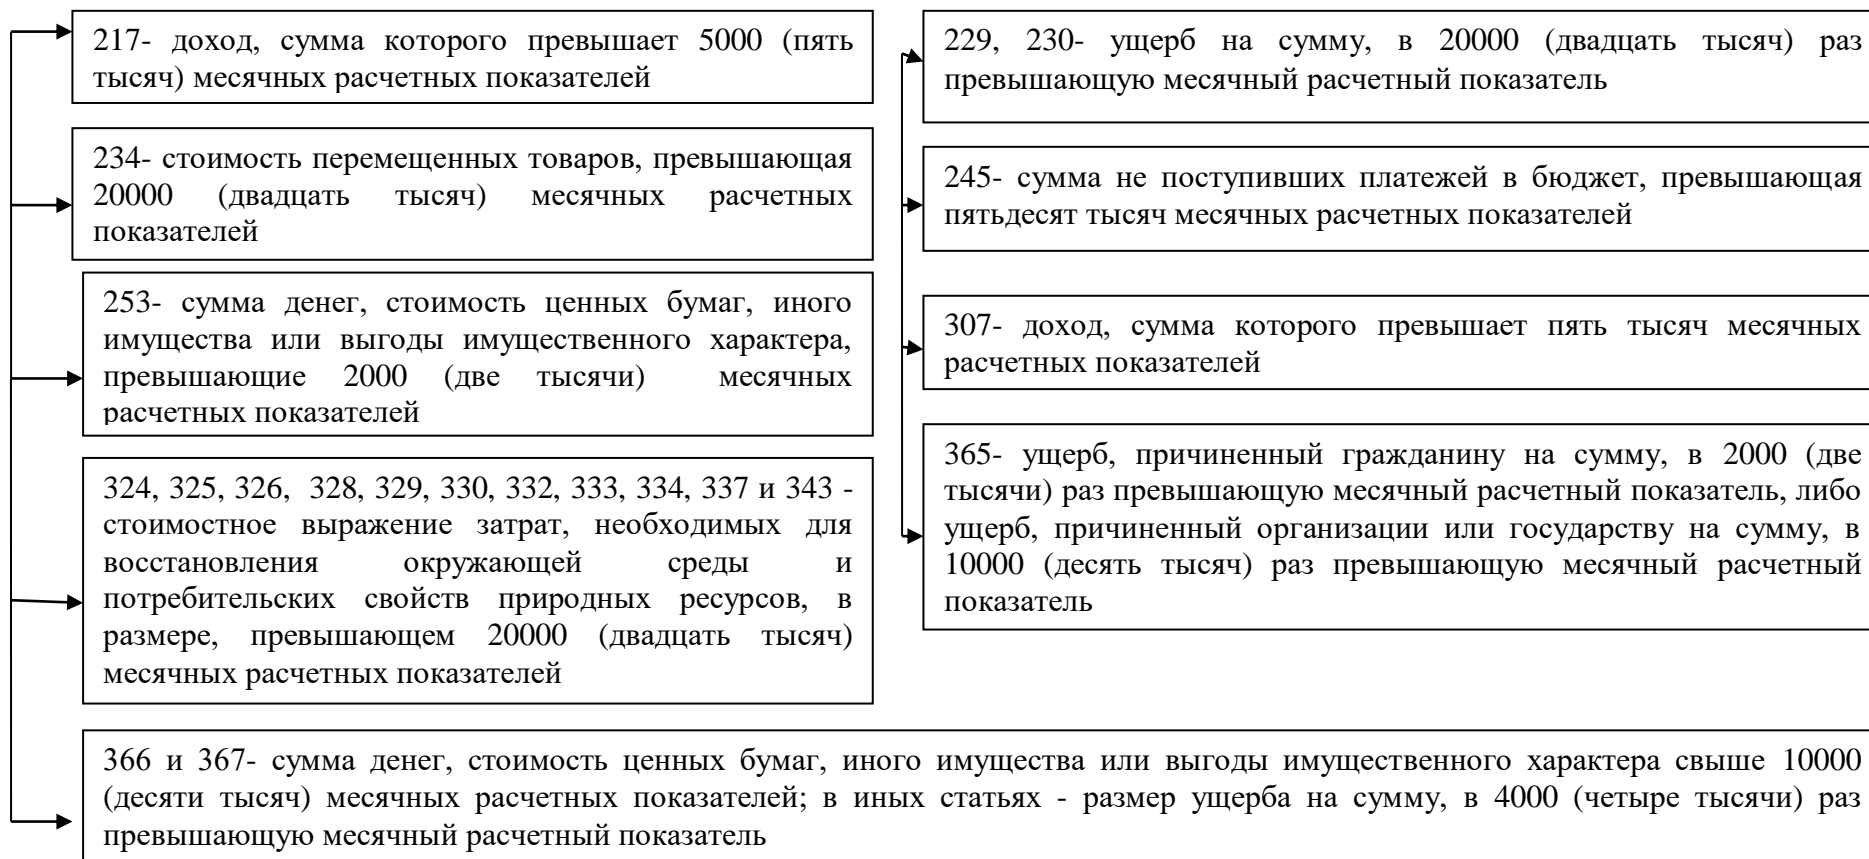 217- доход, сумма которого превышает 5000 (пять
тысяч) месячных расчетных показателей
234- стоимость перемещенных товаров, превышающая
20000 (двадцать тысяч) месячных расчетных
показателей
253- сумма денег, стоимость ценных бумаг, иного
имущества или выгоды имущественного характера,
превышающие 2000 (две тысячи) месячных
расчетных показателей
324, 325, 326, 328, 329, 330, 332, 333, 334, 337 и 343 -
стоимостное выражение затрат, необходимых для
восстановления окружающей среды и
потребительских свойств природных ресурсов, в
размере, превышающем 20000 (двадцать тысяч)
месячных расчетных показателей
229, 230- ущерб на сумму, в 20000 (двадцать тысяч) раз
превышающую месячный расчетный показатель
245- сумма не поступивших платежей в бюджет, превышающая
пятьдесят тысяч месячных расчетных показателей
307- доход, сумма которого превышает пять тысяч месячных
расчетных показателей
365- ущерб, причиненный гражданину на сумму, в 2000 (две
тысячи) раз превышающую месячный расчетный показатель, либо
ущерб, причиненный организации или государству на сумму, в
10000 (десять тысяч) раз превышающую месячный расчетный
показатель
366 и 367- сумма денег, стоимость ценных бумаг, иного имущества или выгоды имущественного характера свыше 10000
(десяти тысяч) месячных расчетных показателей; в иных статьях - размер ущерба на сумму, в 4000 (четыре тысячи) раз
превышающую месячный расчетный показатель